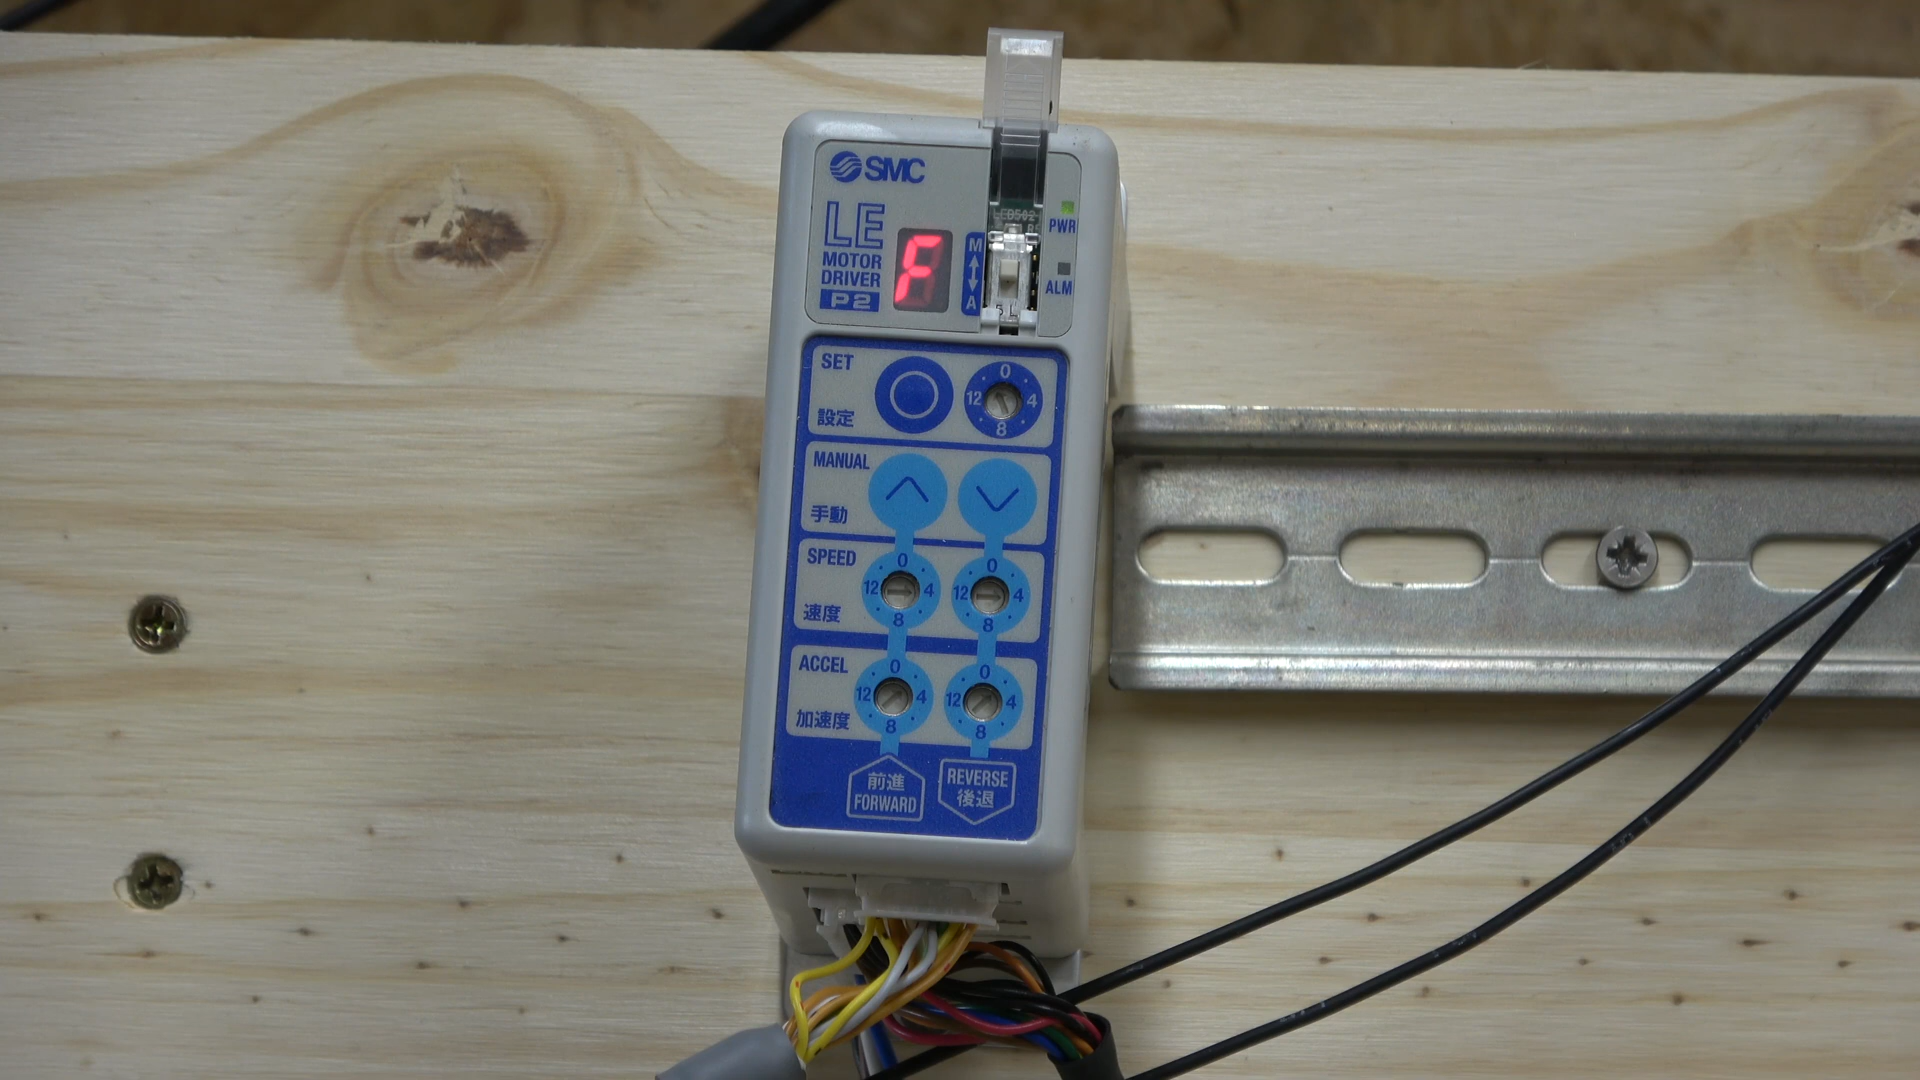 SMC
LE
MOTOR
DRIVER
P2
F
M
A
PWR
ALM
SET
設定
0
12 4
8
MANUAL
手動
SPEED
速度
0 0
12 4 12 4
8 8
ACCEL
加速度
0 0
12 4 12 4
8 8
前進
FORWARD
REVERSE
後退